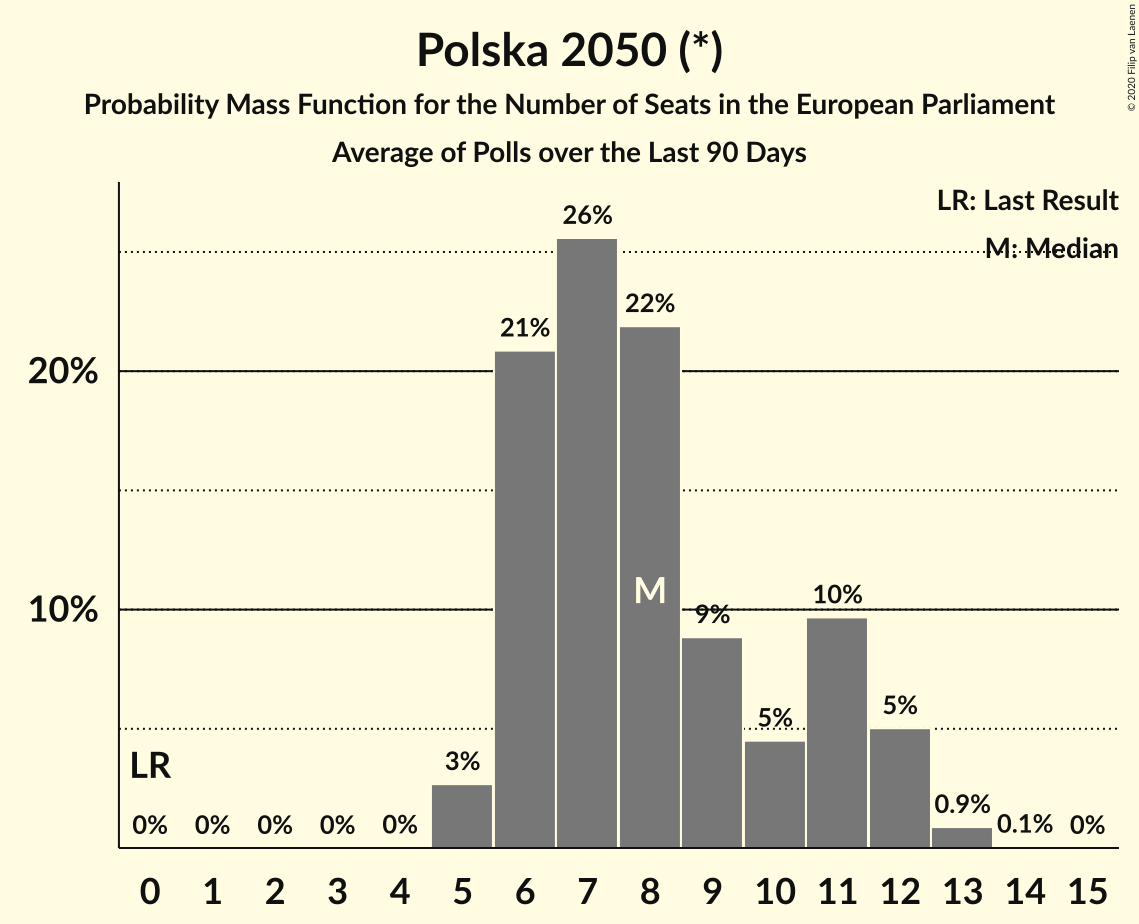 Polska 2050 (*)
Probability Mass Function for the Number of Seats in the European Parliament
Average of Polls over the Last 90 Days
© 2020 Filip van Laenen
LR: Last Result
M: Median
26%
22%
21%
20%
M
10%
10%
9%
5%
5%
LR
3%
0.9%
0% 0% 0% 0% 0% 0.1% 0%
0 1 2 3 4 5 6 7 8 9 10 11 12 13 14 15